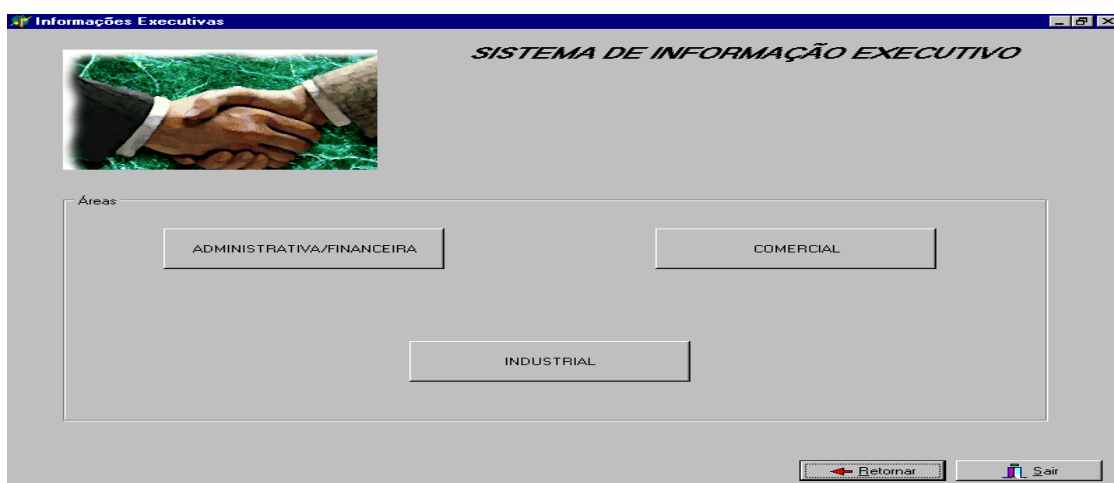 Informações Executivas
SISTEMA DE INFORMAÇÃO EXECUTIVO
Áreas
ADMINISTRATIVA/FINANCEIRA
COMERCIAL
INDUSTRIAL
Retornar
Sair